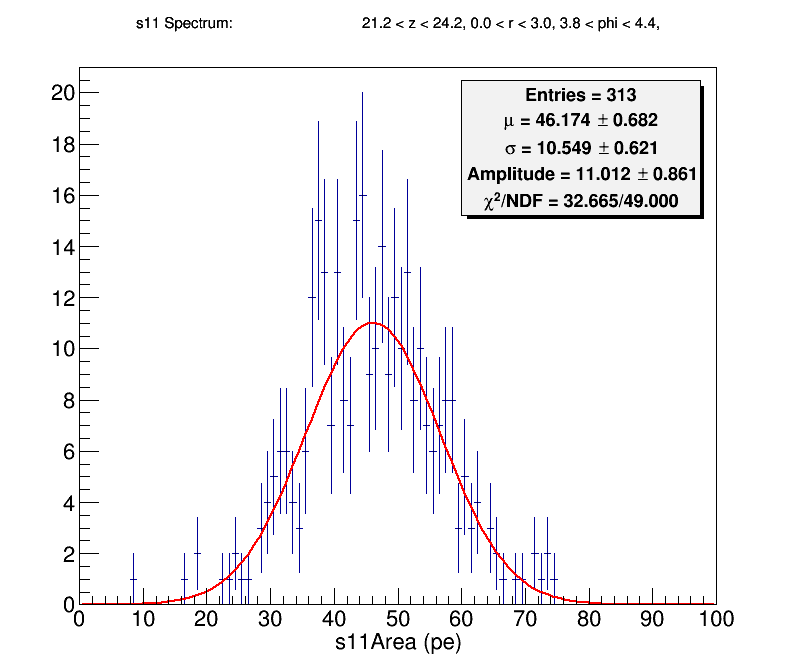 s11 Spectrum: 21.2 < z < 24.2, 0.0 < r < 3.0, 3.8 < phi < 4.4,
Entries = 313
μ = 46.174 ± 0.682
σ = 10.549 ± 0.621
Amplitude = 11.012 ± 0.861
χ²/NDF = 32.665/49.000
20
18
16
14
12
10
8
6
4
2
0
0 10 20 30 40 50 60 70 80 90 100
s11Area (pe)